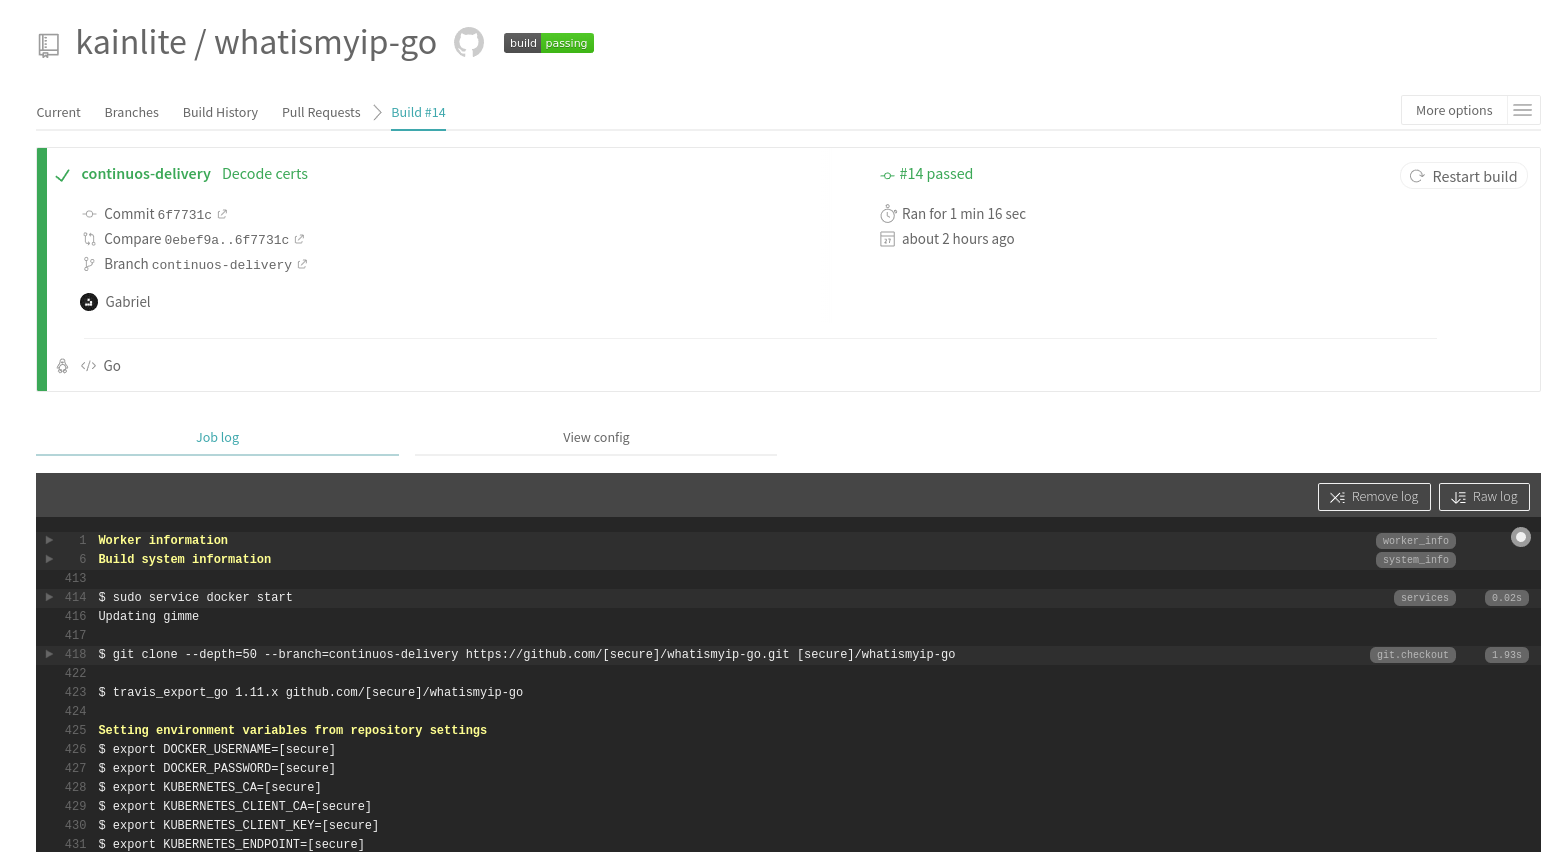 kainlite / whatismyip-go
build passing
Current Branches Build History Pull Requests Build #14 More options
continuos-delivery Decode certs #14 passed Restart build
Commit 6f7731c Ran for 1 min 16 sec
Compare 0ebef9a..6f7731c about 2 hours ago
Branch continuos-delivery
Gabriel
</> Go
Job log View config
Remove log Raw log
1 Worker information worker_info
6 Build system information system_info
413
414 $ sudo service docker start services 0.02s
416 Updating gimme
417
418 $ git clone --depth=50 --branch=continuos-delivery https://github.com/[secure]/whatismyip-go.git [secure]/whatismyip-go git.checkout 1.93s
422
423 $ travis_export_go 1.11.x github.com/[secure]/whatismyip-go
424
425 Setting environment variables from repository settings
426 $ export DOCKER_USERNAME=[secure]
427 $ export DOCKER_PASSWORD=[secure]
428 $ export KUBERNETES_CA=[secure]
429 $ export KUBERNETES_CLIENT_CA=[secure]
430 $ export KUBERNETES_CLIENT_KEY=[secure]
431 $ export KUBERNETES_ENDPOINT=[secure]